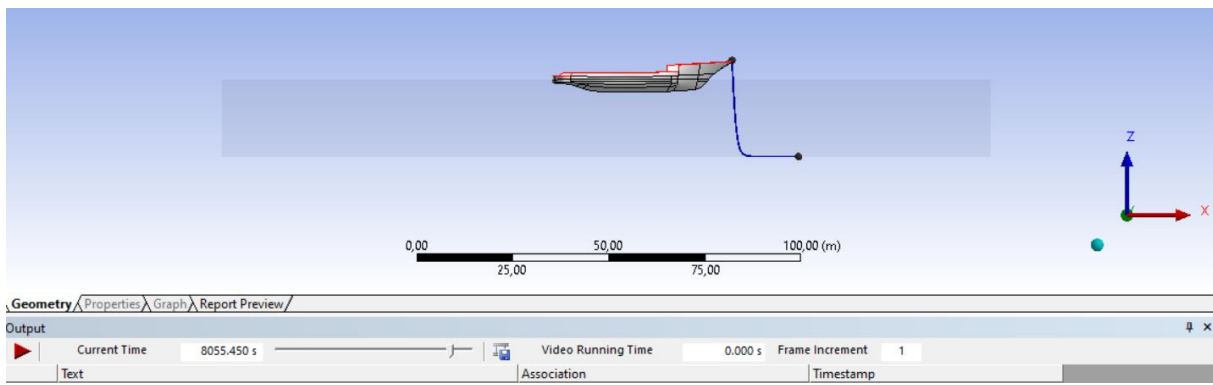 Z
X
0,00 50,00 100,00 (m)
25,00 75,00
Geometry Properties Graph Report Preview
Output
Current Time 8055.450 s Video Running Time 0.000 s Frame Increment 1
Text Association Timestamp